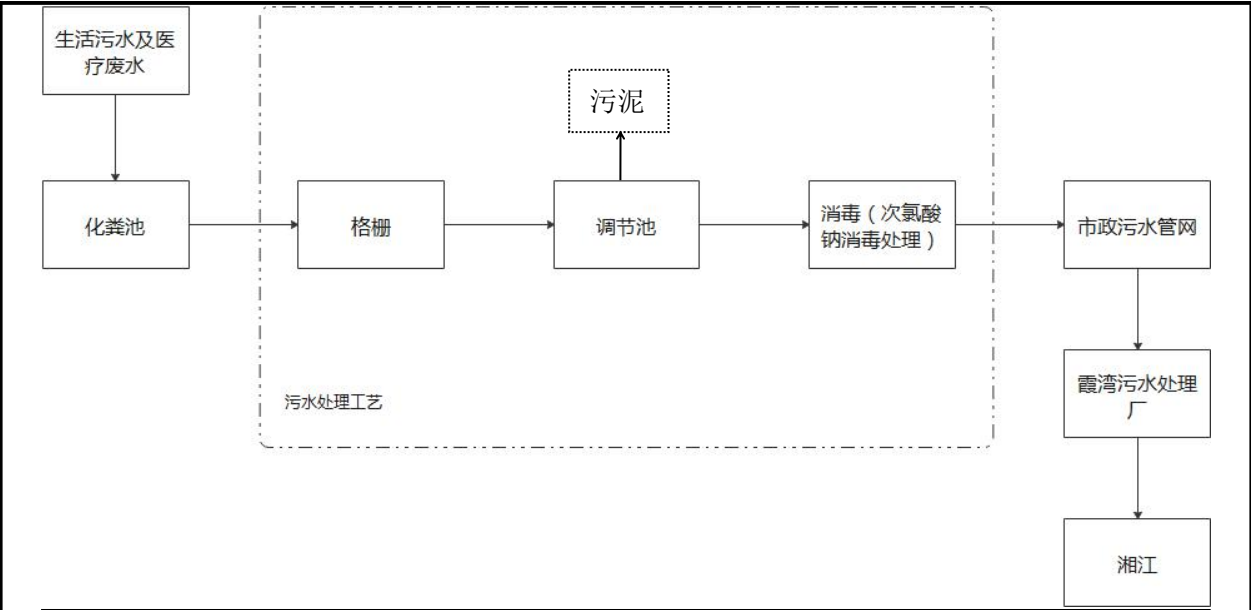 生活污水及医
疗废水
污泥
化粪池
格栅
调节池
消毒（次氯酸
钠消毒处理）
市政污水管网
污水处理工艺
霞湾污水处理
厂
湘江